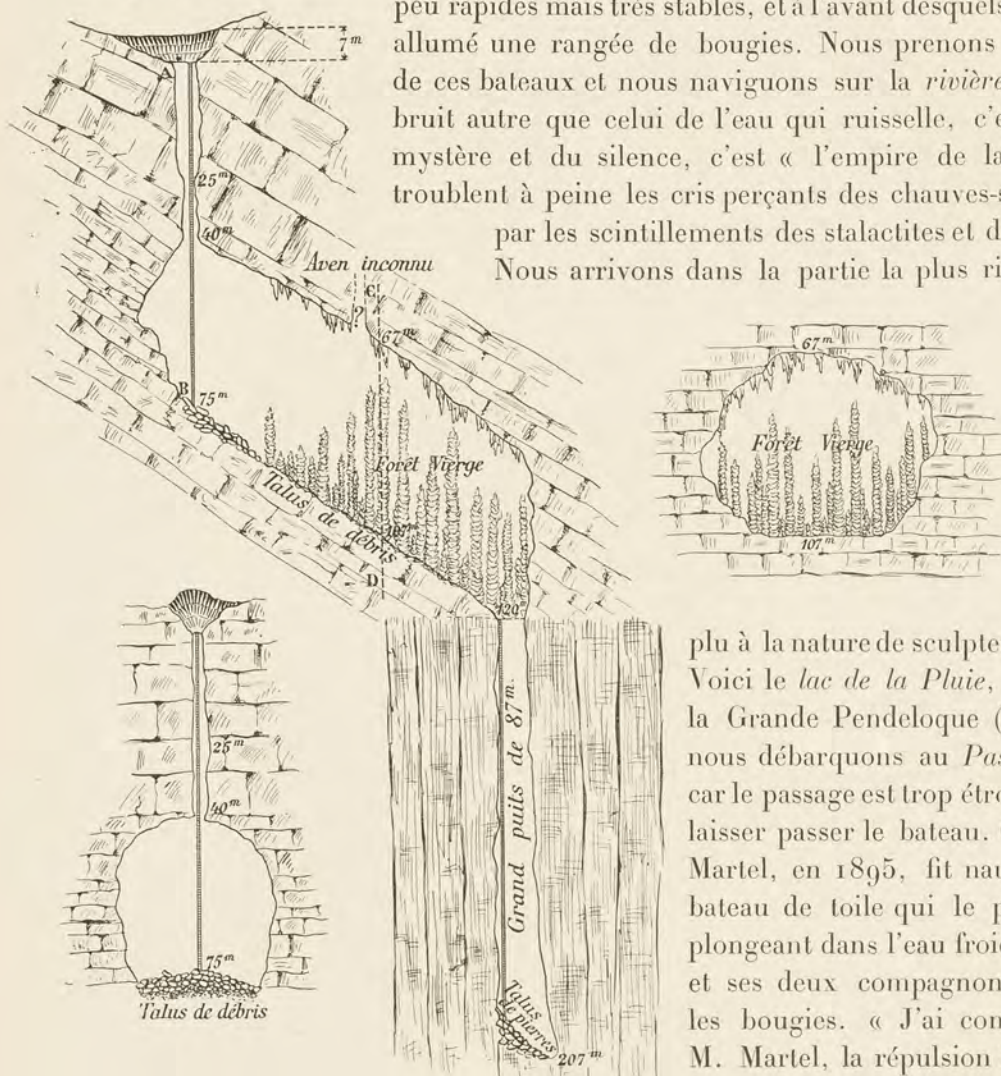 peu rapides mais très stables, et à l'avant desquels
allumé une rangée de bougies. Nous prenons
de ces bateaux et nous naviguons sur la rivière
bruit autre que celui de l'eau qui ruisselle, c'e
mystère et du silence, c'est « l'empire de la
troublent à peine les cris perçants des chauves-s
par les scintillements des stalactites et d
Nous arrivons dans la partie la plus ri
7m
A
25m
40m
Aven inconnu
C
?
67m
B
75m
Forêt Vierge
Talus de débris
107m
D
120
67m
Forêt Vierge
107m
25m
40m
75m
Talus de débris
Grand puits de 87m.
Talus
de pierres
207m
plu à la nature de sculpte
Voici le lac de la Pluie,
la Grande Pendeloque (
nous débarquons au Pas
car le passage est trop étro
laisser passer le bateau.
Martel, en 1895, fit nau
bateau de toile qui le p
plongeant dans l'eau froid
et ses deux compagnon
les bougies. « J'ai con
M. Martel, la répulsion